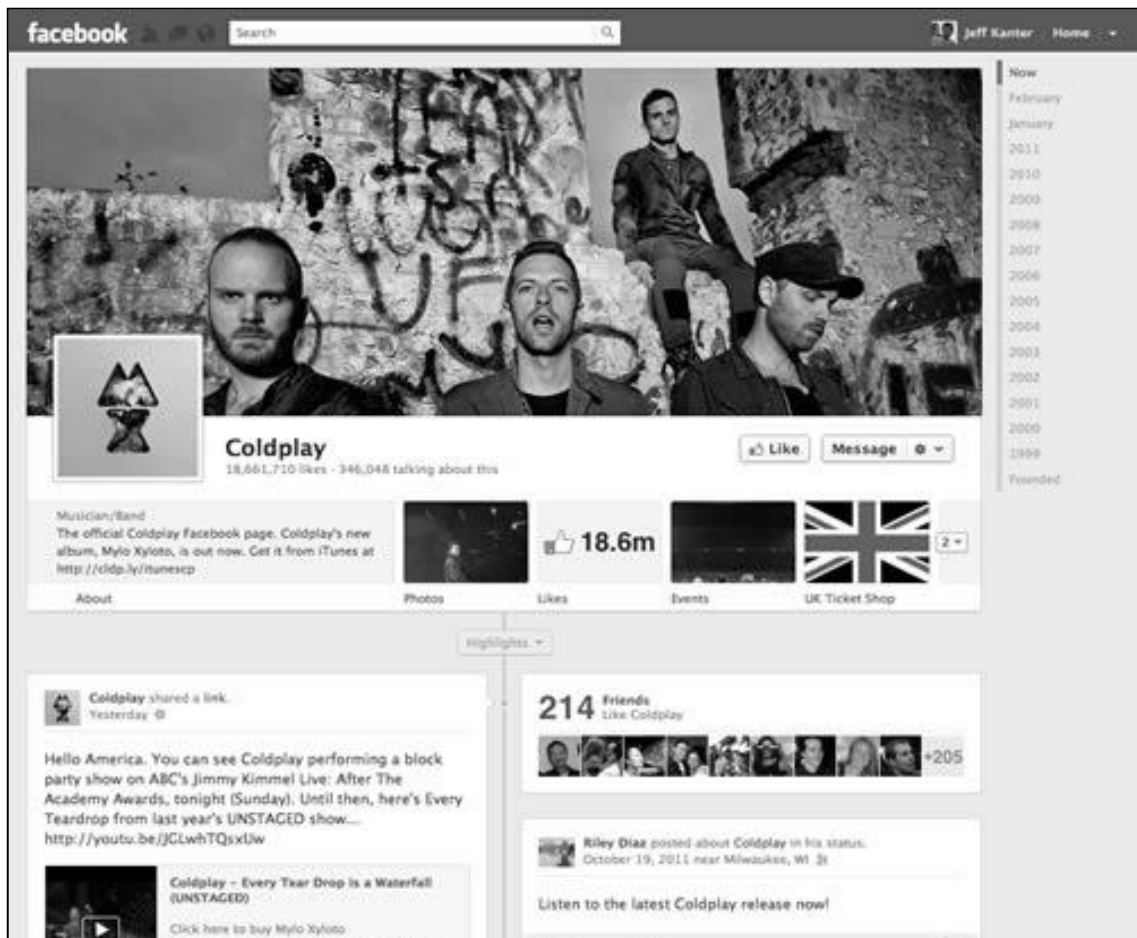 facebook
Search
Jeff Kanter Home
Now
February
January
2011
2010
2009
2008
2007
2006
2005
2004
2003
2002
2001
2000
1999
Founded
Coldplay
18,661,710 likes · 346,048 talking about this
Like
Message
Musician/Band
The official Coldplay Facebook page. Coldplay's new
album, Mylo Xyloto, is out now. Get it from iTunes at
http://cldp.ly/itunescp
18.6m
2
About
Photos
Likes
Events
UK Ticket Shop
Highlights
Coldplay shared a link.
Yesterday
Hello America. You can see Coldplay performing a block
party show on ABC's Jimmy Kimmel Live: After The
Academy Awards, tonight (Sunday). Until then, here's Every
Teardrop from last year's UNSTAGED show...
http://youtu.be/JGLwhTQsxUw
Coldplay – Every Tear Drop is a Waterfall
(UNSTAGED)
Click here to buy Mylo Xyloto
214 Friends
Like Coldplay
+205
Riley Diaz posted about Coldplay in his status.
October 19, 2011 near Milwaukee, WI
Listen to the latest Coldplay release now!